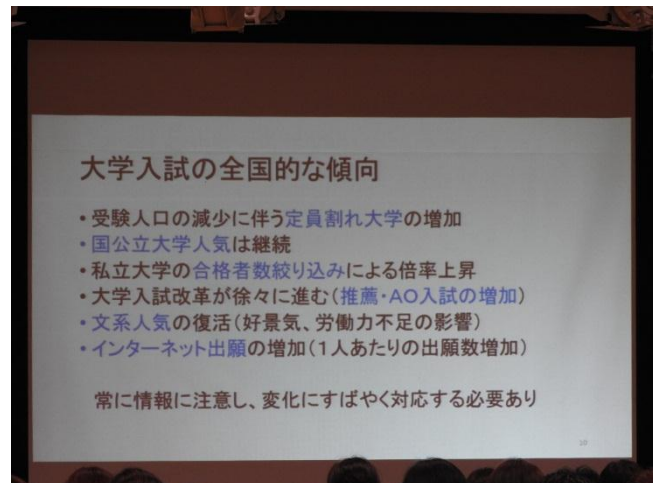 大学入試の全国的な傾向
・受験人口の減少に伴う定員割れ大学の増加
・国公立大学人気は継続
・私立大学の合格者数絞り込みによる倍率上昇
・大学入試改革が徐々に進む(推薦・AO入試の増加)
・文系人気の復活(好景気、労働力不足の影響)
・インターネット出願の増加(1人あたりの出願数増加)
常に情報に注意し、変化にすばやく対応する必要あり
10